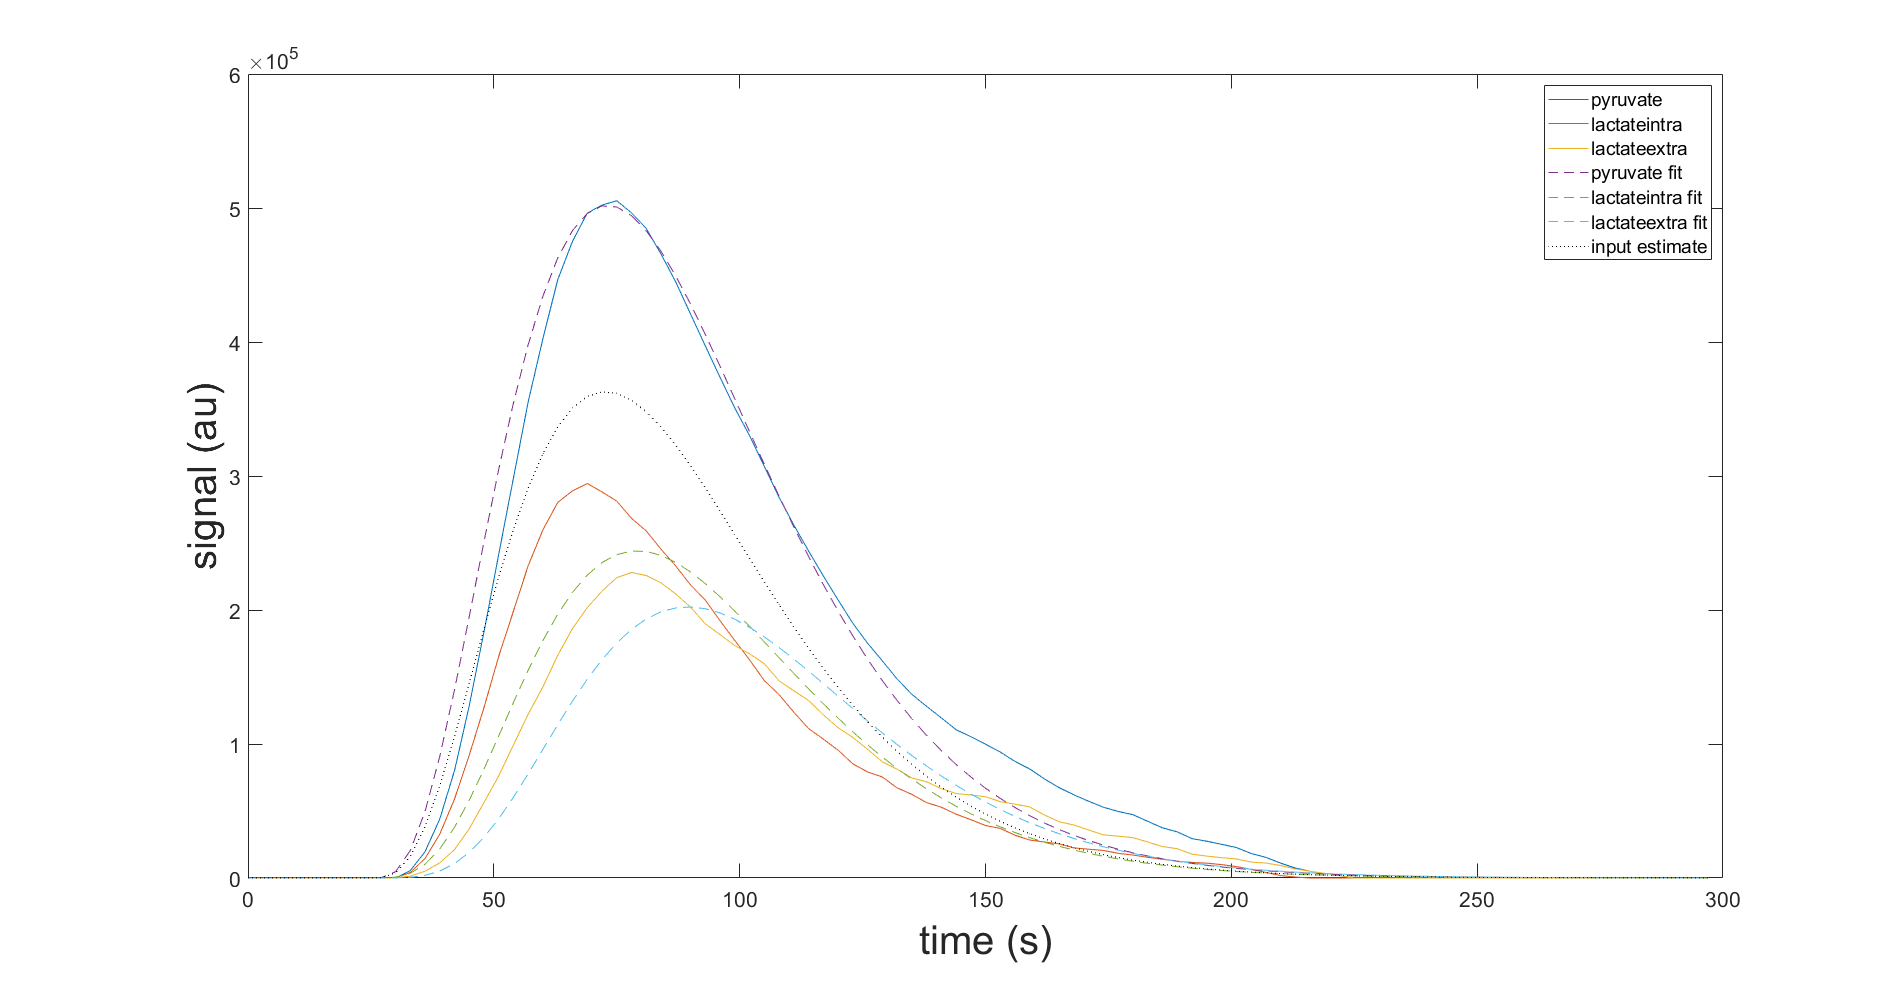 ×10^5
6
5
4
3
2
1
0
signal (au)
0 50 100 150 200 250 300
time (s)
pyruvate
lactateintra
lactateextra
pyruvate fit
lactateintra fit
lactateextra fit
input estimate